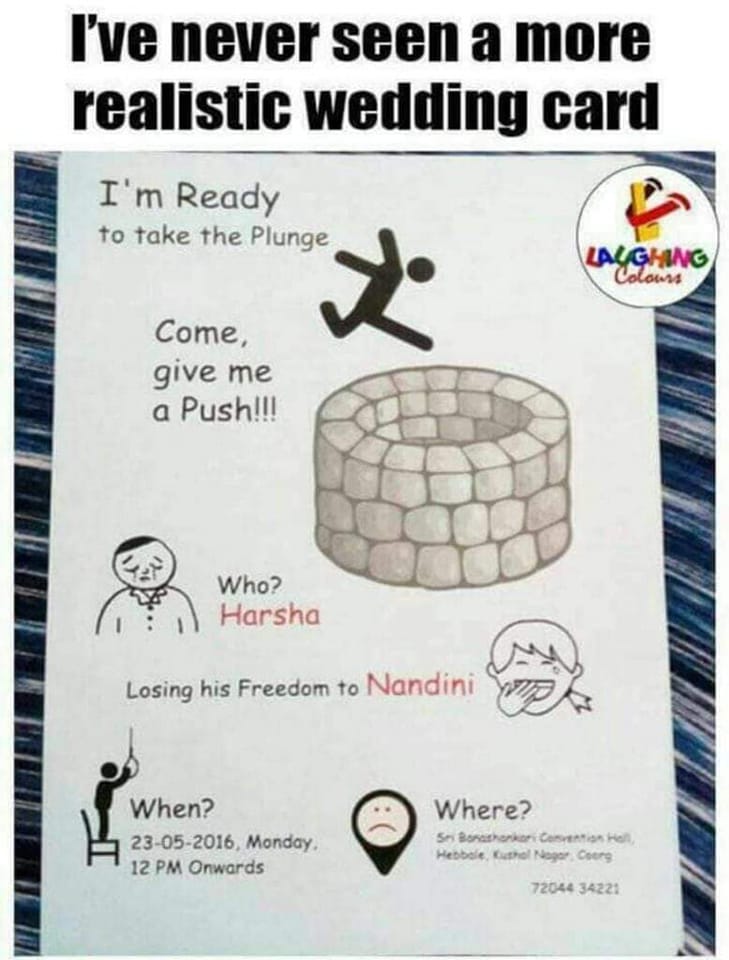 I've never seen a more
realistic wedding card
I'm Ready
to take the Plunge
LAUGHING
Colours
Come,
give me
a Push!!!
Who?
Harsha
Losing his Freedom to Nandini
When?
23-05-2016, Monday.
12 PM Onwards
Where?
Sri Banashankari Convention Hall,
Hebbale, Kushal Nagar, Coorg
72044 34221